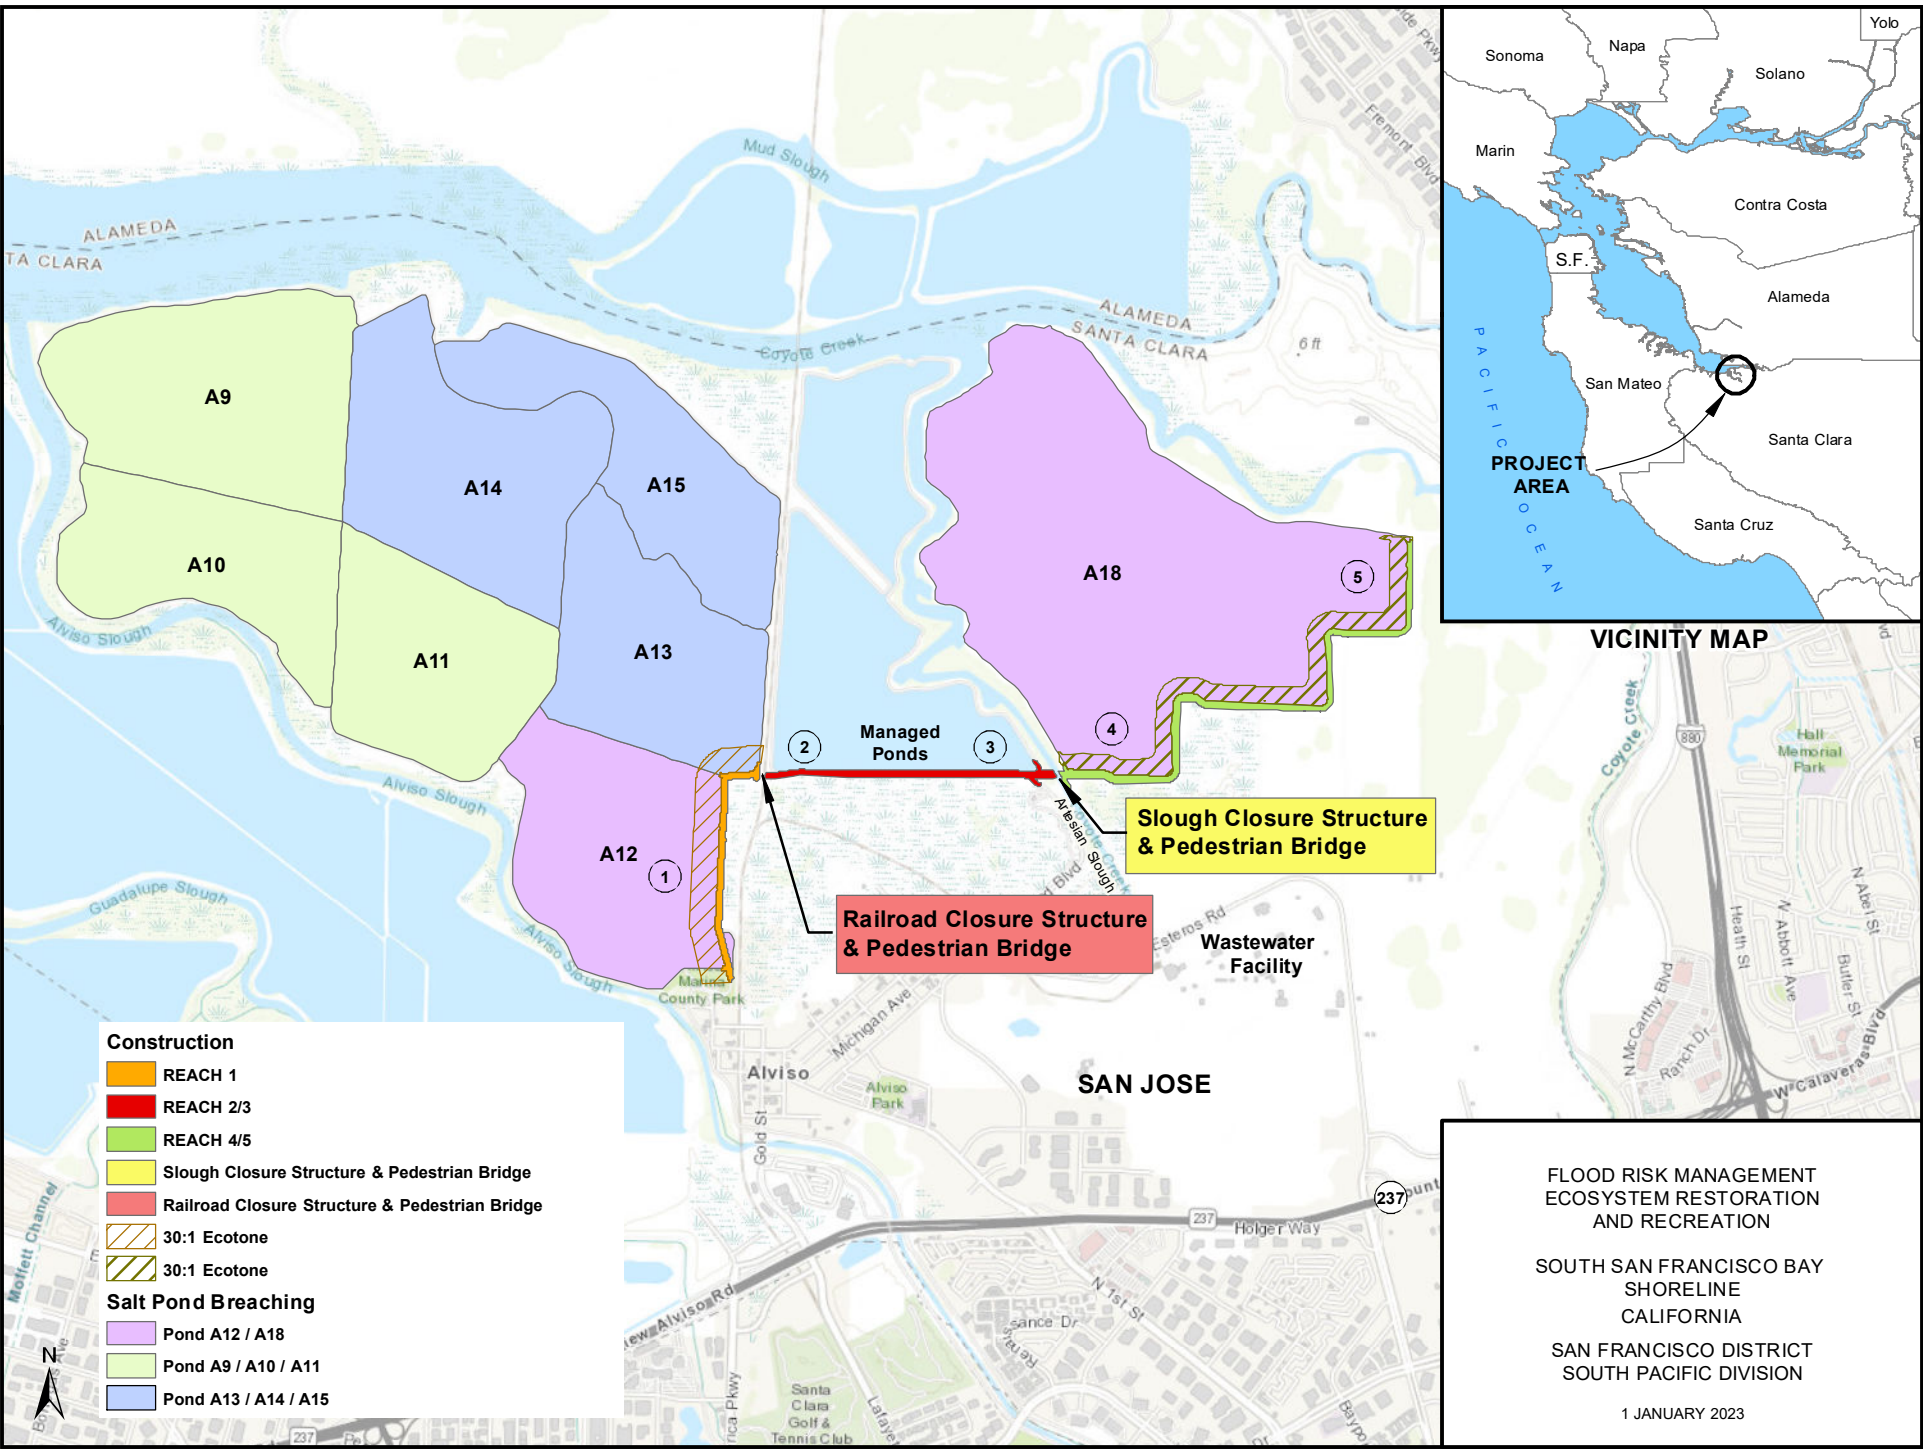 Mud Slough
Fremont Blvd
ALAMEDA
TA CLARA
ALAMEDA
SANTA CLARA
Coyote Creek
6 ft
A9
A14
A15
A10
A11
A13
A18
A12
1
2
3
4
5
Managed
Ponds
Alviso Slough
Alviso Slough
Alviso Slough
Guadalupe Slough
Artesian Slough
Coyote Creek
Slough Closure Structure
& Pedestrian Bridge
Railroad Closure Structure
& Pedestrian Bridge
Esteros Rd
Wastewater
Facility
Marina
County Park
Michigan Ave
Alviso
Alviso
Park
Gold St
SAN JOSE
237
Holger Way
237
N 1st St
Santa
Clara
Golf &
Tennis Club
Lafayet
Moffett Channel
237
Coyote Creek
880
Hall
Memorial
Park
N Abel St
N Abbott Ave
Heath St
Butler St
N McCarthy Blvd
Ranch Dr
W Calaveras Blvd
Construction
REACH 1
REACH 2/3
REACH 4/5
Slough Closure Structure & Pedestrian Bridge
Railroad Closure Structure & Pedestrian Bridge
30:1 Ecotone
30:1 Ecotone
Salt Pond Breaching
Pond A12 / A18
Pond A9 / A10 / A11
Pond A13 / A14 / A15
N
Yolo
Napa
Sonoma
Solano
Marin
Contra Costa
S.F.
Alameda
San Mateo
Santa Clara
Santa Cruz
PACIFIC OCEAN
PROJECT
AREA
VICINITY MAP
FLOOD RISK MANAGEMENT
ECOSYSTEM RESTORATION
AND RECREATION
SOUTH SAN FRANCISCO BAY
SHORELINE
CALIFORNIA
SAN FRANCISCO DISTRICT
SOUTH PACIFIC DIVISION
1 JANUARY 2023